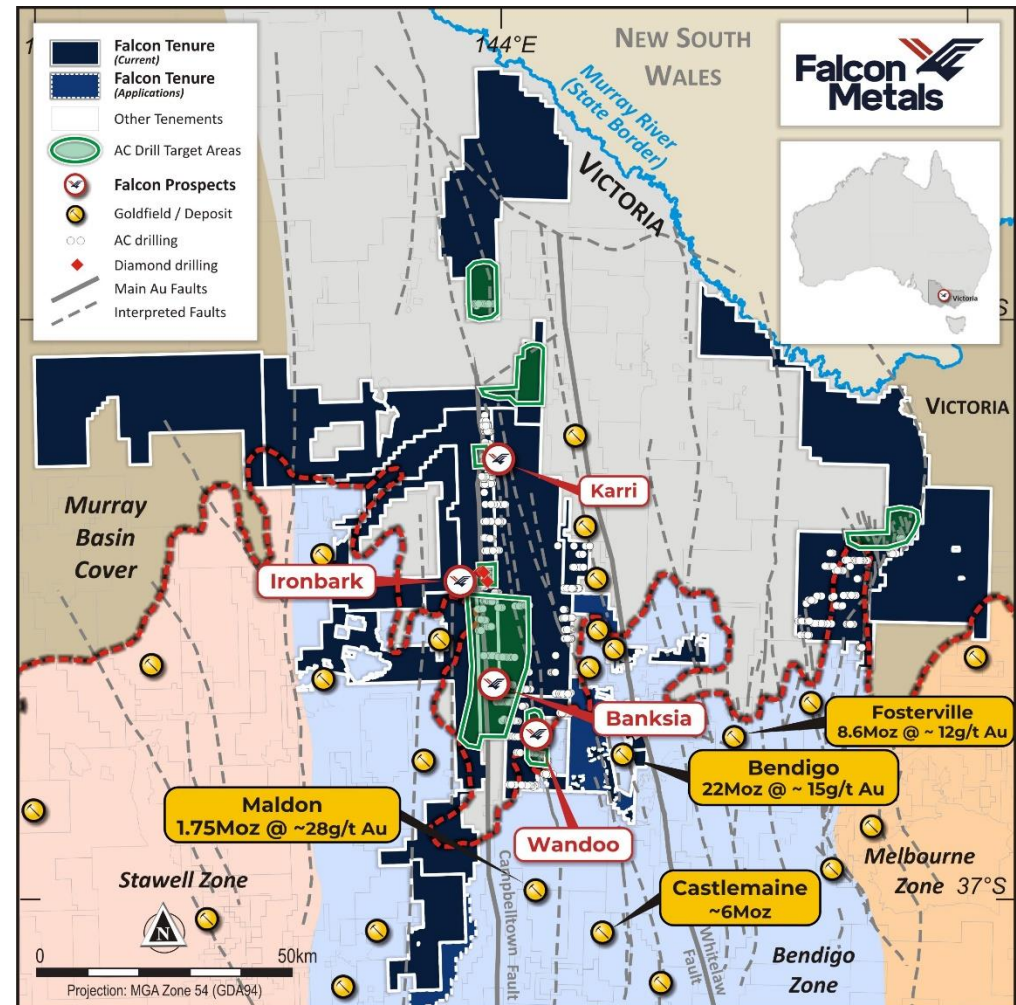 Falcon Tenure
(Current)
Falcon Tenure
(Applications)
Other Tenements
AC Drill Target Areas
Falcon Prospects
Goldfield / Deposit
AC drilling
Diamond drilling
Main Au Faults
Interpreted Faults
144°E
NEW SOUTH
WALES
Murray River
(State Border)
VICTORIA
Falcon
Metals
Victoria
S
VICTORIA
Murray
Basin
Cover
Karri
Ironbark
Banksia
Wandoo
Fosterville
8.6Moz @ ~ 12g/t Au
Bendigo
22Moz @ ~ 15g/t Au
Maldon
1.75Moz @ ~28g/t Au
Castlemaine
~6Moz
Melbourne
Zone
37°S
Stawell Zone
Campbelltown Fault
Whitelaw
Fault
Bendigo
Zone
N
0
50km
Projection: MGA Zone 54 (GDA94)